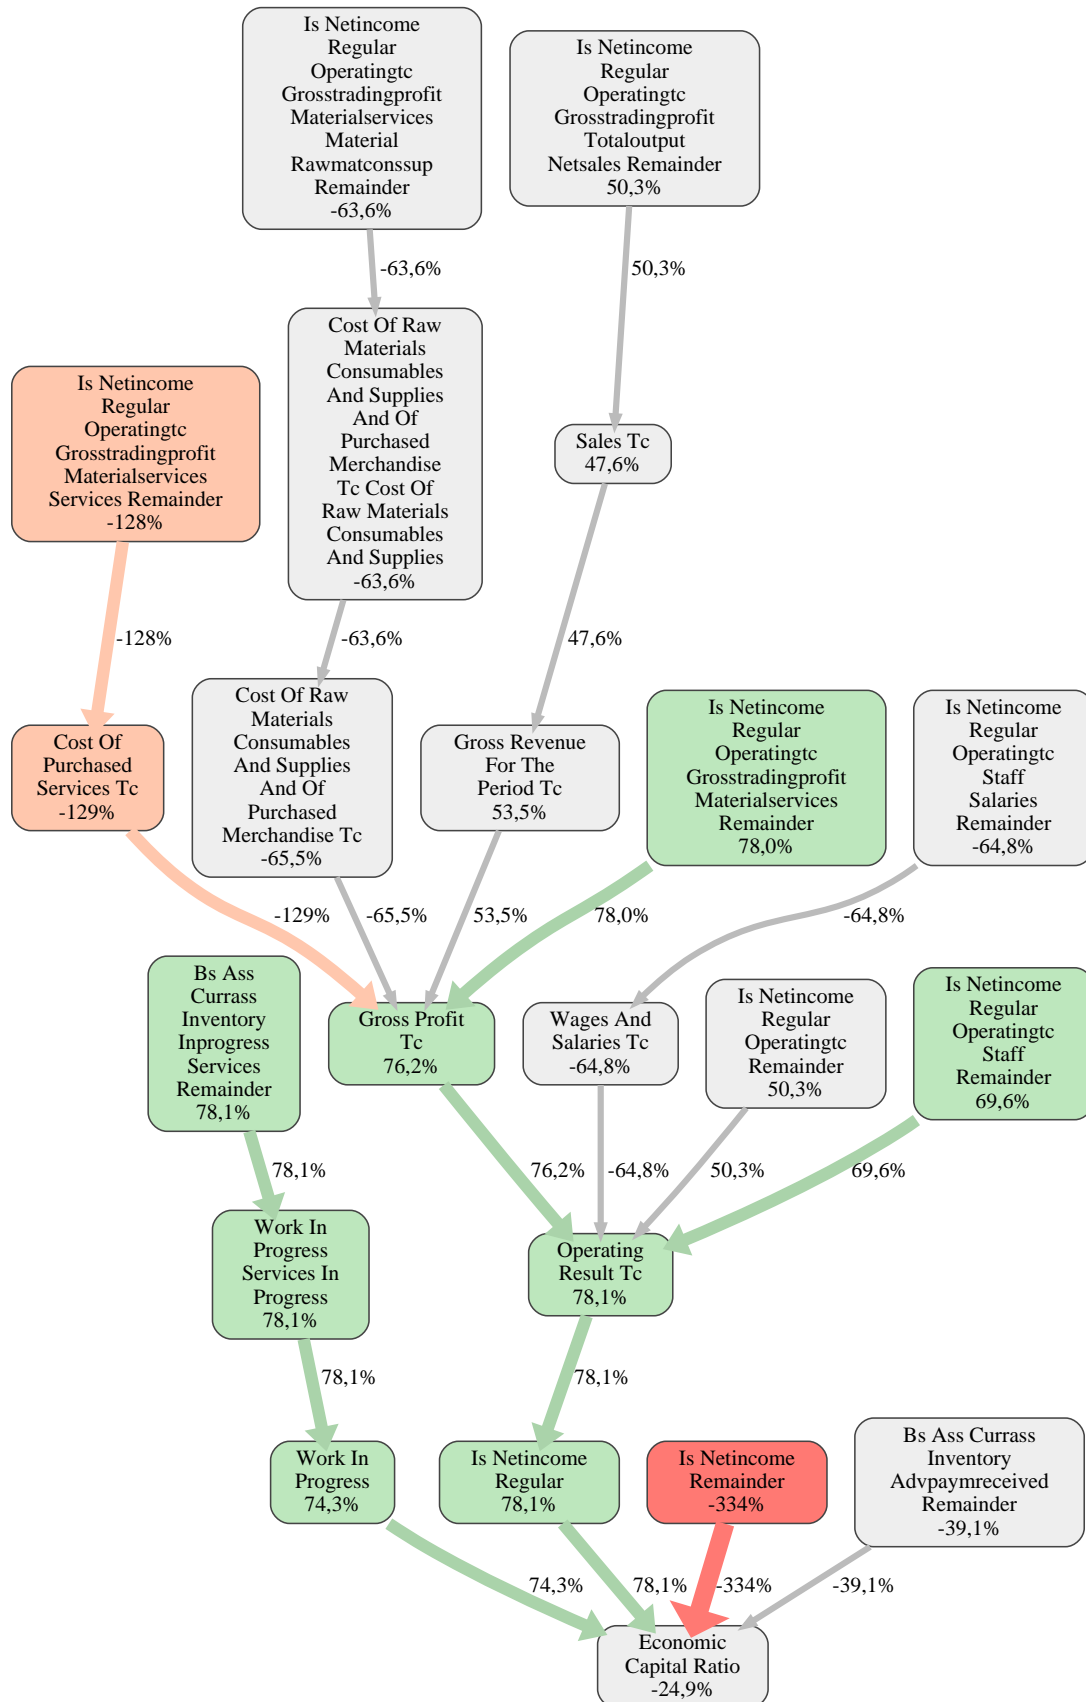 Is Netincome
Regular
Operatingtc
Grosstradingprofit
Materialservices
Material
Rawmatconssup
Remainder
-63,6%
Is Netincome
Regular
Operatingtc
Grosstradingprofit
Totaloutput
Netsales Remainder
50,3%
-63,6%
50,3%
Cost Of Raw
Materials
Consumables
And Supplies
And Of
Purchased
Merchandise
Tc Cost Of
Raw Materials
Consumables
And Supplies
-63,6%
Is Netincome
Regular
Operatingtc
Grosstradingprofit
Materialservices
Services Remainder
-128%
Sales Tc
47,6%
-128%
-63,6%
47,6%
Cost Of
Purchased
Services Tc
-129%
Cost Of Raw
Materials
Consumables
And Supplies
And Of
Purchased
Merchandise Tc
-65,5%
Gross Revenue
For The
Period Tc
53,5%
Is Netincome
Regular
Operatingtc
Grosstradingprofit
Materialservices
Remainder
78,0%
Is Netincome
Regular
Operatingtc
Staff
Salaries
Remainder
-64,8%
-129%
-65,5%
53,5%
78,0%
-64,8%
Bs Ass
Currass
Inventory
Inprogress
Services
Remainder
78,1%
Gross Profit
Tc
76,2%
Wages And
Salaries Tc
-64,8%
Is Netincome
Regular
Operatingtc
Remainder
50,3%
Is Netincome
Regular
Operatingtc
Staff
Remainder
69,6%
78,1%
76,2%
-64,8%
50,3%
69,6%
Work In
Progress
Services In
Progress
78,1%
Operating
Result Tc
78,1%
78,1%
78,1%
Work In
Progress
74,3%
Is Netincome
Regular
78,1%
Is Netincome
Remainder
-334%
Bs Ass Currass
Inventory
Advpaymreceived
Remainder
-39,1%
74,3%
78,1%
-334%
-39,1%
Economic
Capital Ratio
-24,9%